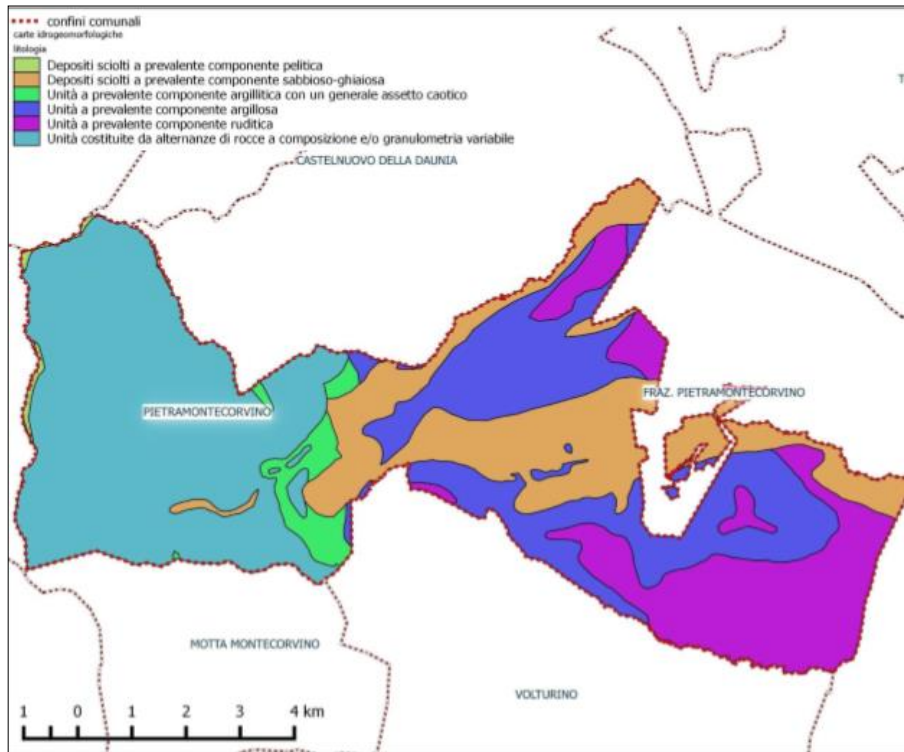 confini comunali
carte idrogeomorfologiche
litologia
Depositi sciolti a prevalente componente pelitica
Depositi sciolti a prevalente componente sabbioso-ghiaiosa
Unità a prevalente componente argillitica con un generale assetto caotico
Unità a prevalente componente argillosa
Unità a prevalente componente ruditica
Unità costituite da alternanze di rocce a composizione e/o granulometria variabile
T
CASTELNUOVO DELLA DAUNIA
FRAZ. PIETRAMONTECORVINO
PIETRAMONTECORVINO
MOTTA MONTECORVINO
VOLTURINO
1 0 1 2 3 4 km